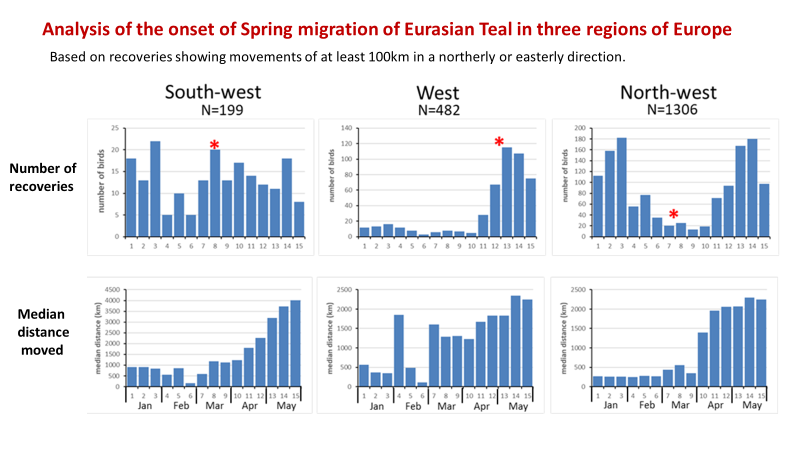 Analysis of the onset of Spring migration of Eurasian Teal in three regions of Europe
Based on recoveries showing movements of at least 100km in a northerly or easterly direction.
South-west
N=199
West
N=482
North-west
N=1306
Number of
recoveries
number of birds
25
20
15
10
5
0
1 2 3 4 5 6 7 8 9 10 11 12 13 14 15
*
number of birds
140
120
100
80
60
40
20
0
1 2 3 4 5 6 7 8 9 10 11 12 13 14 15
*
number of birds
200
180
160
140
120
100
80
60
40
20
0
1 2 3 4 5 6 7 8 9 10 11 12 13 14 15
*
Median
distance
moved
median distance (km)
4500
4000
3500
3000
2500
2000
1500
1000
500
0
1 2 3 4 5 6 7 8 9 10 11 12 13 14 15
Jan Feb Mar Apr May
median distance (km)
2500
2000
1500
1000
500
0
1 2 3 4 5 6 7 8 9 10 11 12 13 14 15
Jan Feb Mar Apr May
median distance (km)
2500
2000
1500
1000
500
0
1 2 3 4 5 6 7 8 9 10 11 12 13 14 15
Jan Feb Mar Apr May